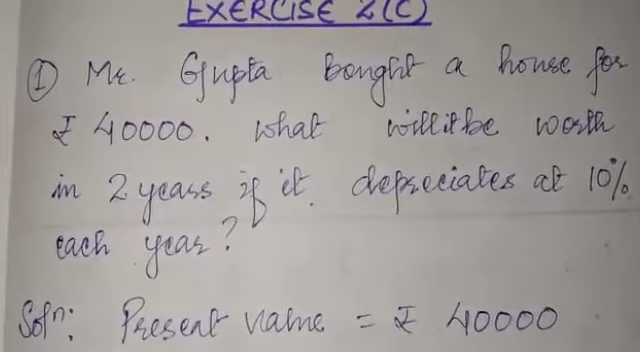 EXERCISE 2(C)
① Mr. Gupta bought a house for
₹ 40000. what will it be worth
in 2 years if it depreciates at 10%
each year?
Solⁿ: Present value = ₹ 40000